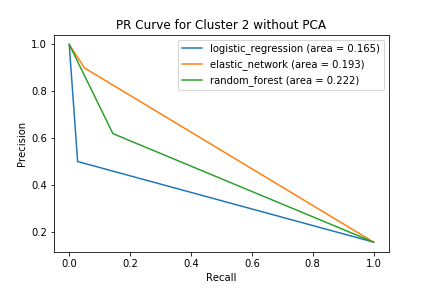 PR Curve for Cluster 2 without PCA
logistic_regression (area = 0.165)
elastic_network (area = 0.193)
random_forest (area = 0.222)
Precision
1.0
0.8
0.6
0.4
0.2
0.0 0.2 0.4 0.6 0.8 1.0
Recall